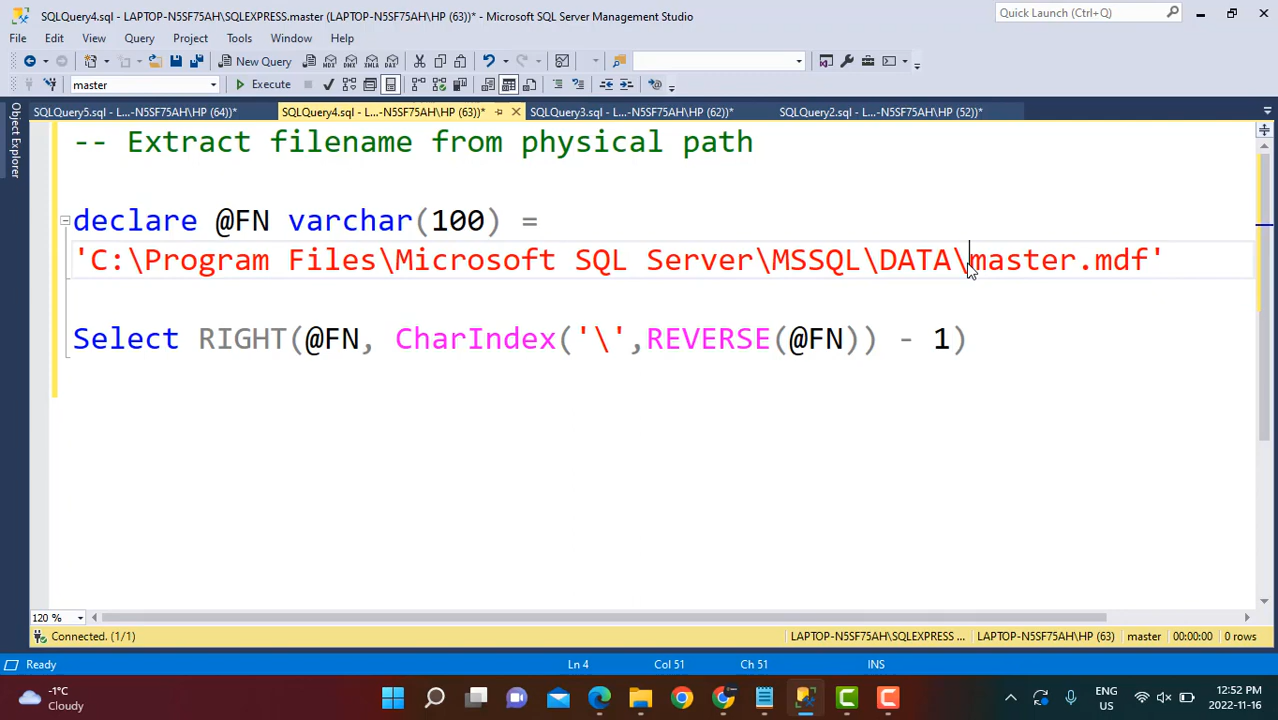 SQLQuery4.sql - LAPTOP-N5SF75AH\SQLEXPRESS.master (LAPTOP-N5SF75AH\HP (63))* - Microsoft SQL Server Management Studio
Quick Launch (Ctrl+Q)
File Edit View Query Project Tools Window Help
New Query
master Execute
SQLQuery5.sql - L...-N5SF75AH\HP (64))* SQLQuery4.sql - L...-N5SF75AH\HP (63))* SQLQuery3.sql - L...-N5SF75AH\HP (62))* SQLQuery2.sql - L...-N5SF75AH\HP (52))*
Object Explorer
-- Extract filename from physical path
declare @FN varchar(100) =
'C:\Program Files\Microsoft SQL Server\MSSQL\DATA\master.mdf'
Select RIGHT(@FN, CharIndex('\',REVERSE(@FN)) - 1)
120 %
Connected. (1/1) LAPTOP-N5SF75AH\SQLEXPRESS ... LAPTOP-N5SF75AH\HP (63) master 00:00:00 0 rows
Ready Ln 4 Col 51 Ch 51 INS
-1°C
Cloudy
ENG
US
12:52 PM
2022-11-16